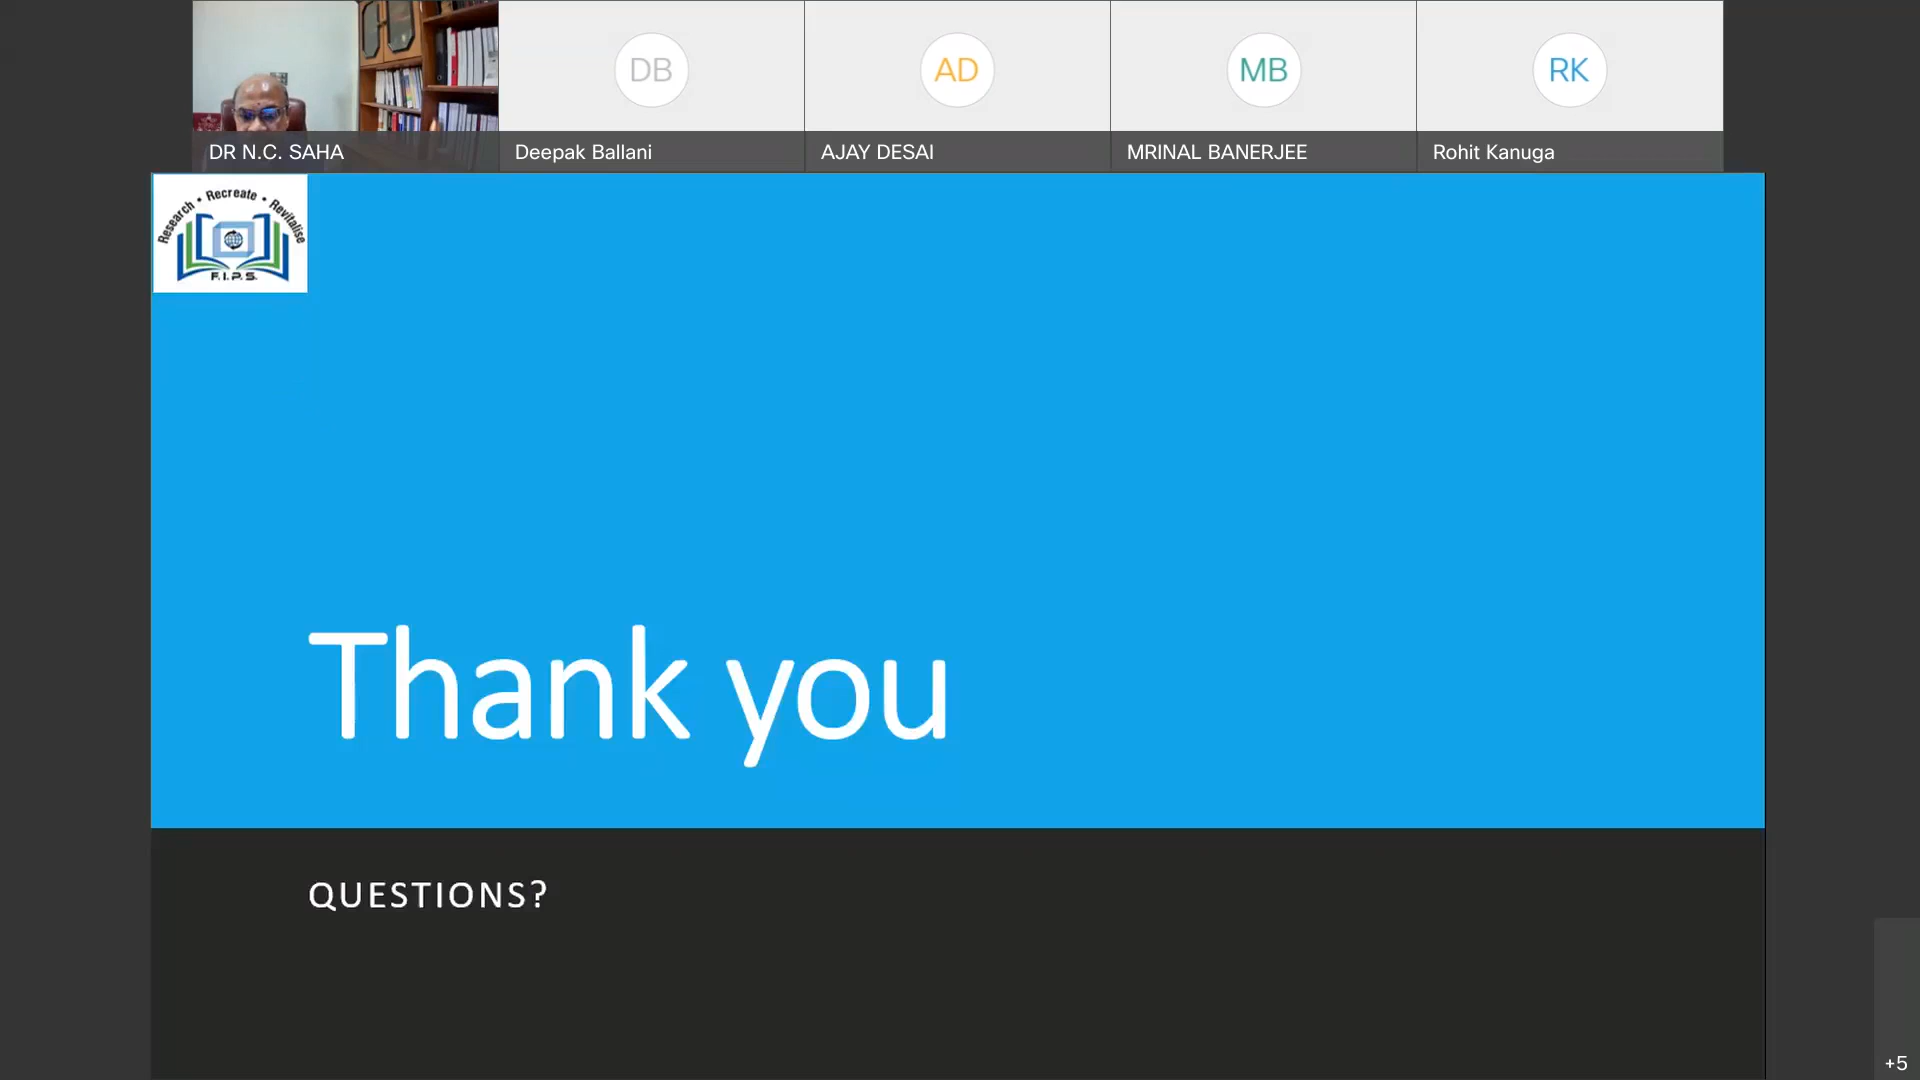 DB
AD
MB
RK
DR N.C. SAHA
Deepak Ballani
AJAY DESAI
MRINAL BANERJEE
Rohit Kanuga
Research • Recreate • Revitalise
F.I.P.S.
Thank you
QUESTIONS?
+5